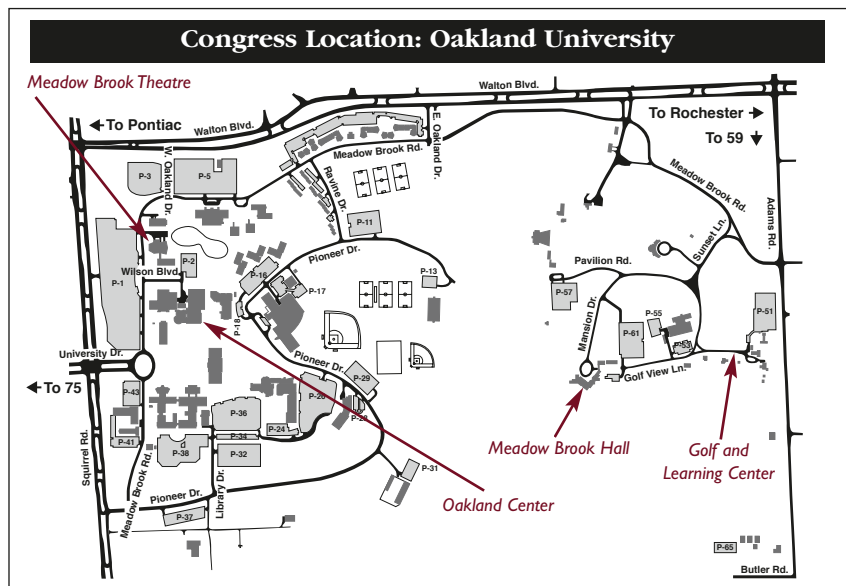 Congress Location: Oakland University
Meadow Brook Theatre
Walton Blvd.
To Pontiac
Walton Blvd.
E. Oakland Dr.
To Rochester
To 59
W. Oakland Dr.
P-3
P-5
Meadow Brook Rd.
Ravine Dr.
Meadow Brook Rd.
Adams Rd.
P-11
Sunset Ln.
Pioneer Dr.
P-2
Wilson Blvd.
P-1
P-16
P-17
P-13
Pavilion Rd.
P-57
Mansion Dr.
P-55
P-51
P-18
P-61
P-53
University Dr.
Pioneer Dr.
P-29
Golf View Ln.
To 75
P-43
P-26
P-28
P-36
P-24
P-41
P-34
d
P-38
P-32
Meadow Brook Hall
Golf and
Learning Center
Squirrel Rd.
Meadow Brook Rd.
P-31
Library Dr.
Oakland Center
Pioneer Dr.
P-37
P-65
Butler Rd.